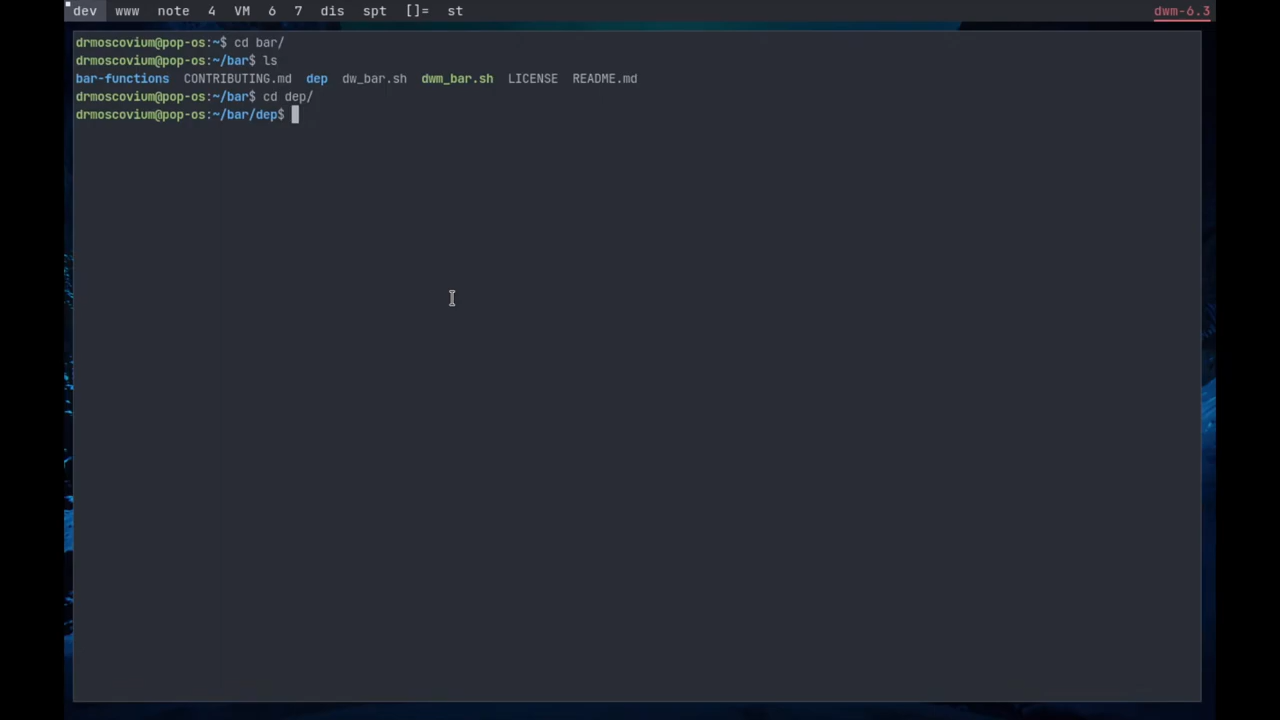 dev www note 4 VM 6 7 dis spt []= st dwm-6.3
drmoscovium@pop-os:~$ cd bar/
drmoscovium@pop-os:~/bar$ ls
bar-functions CONTRIBUTING.md dep dw_bar.sh dwm_bar.sh LICENSE README.md
drmoscovium@pop-os:~/bar$ cd dep/
drmoscovium@pop-os:~/bar/dep$